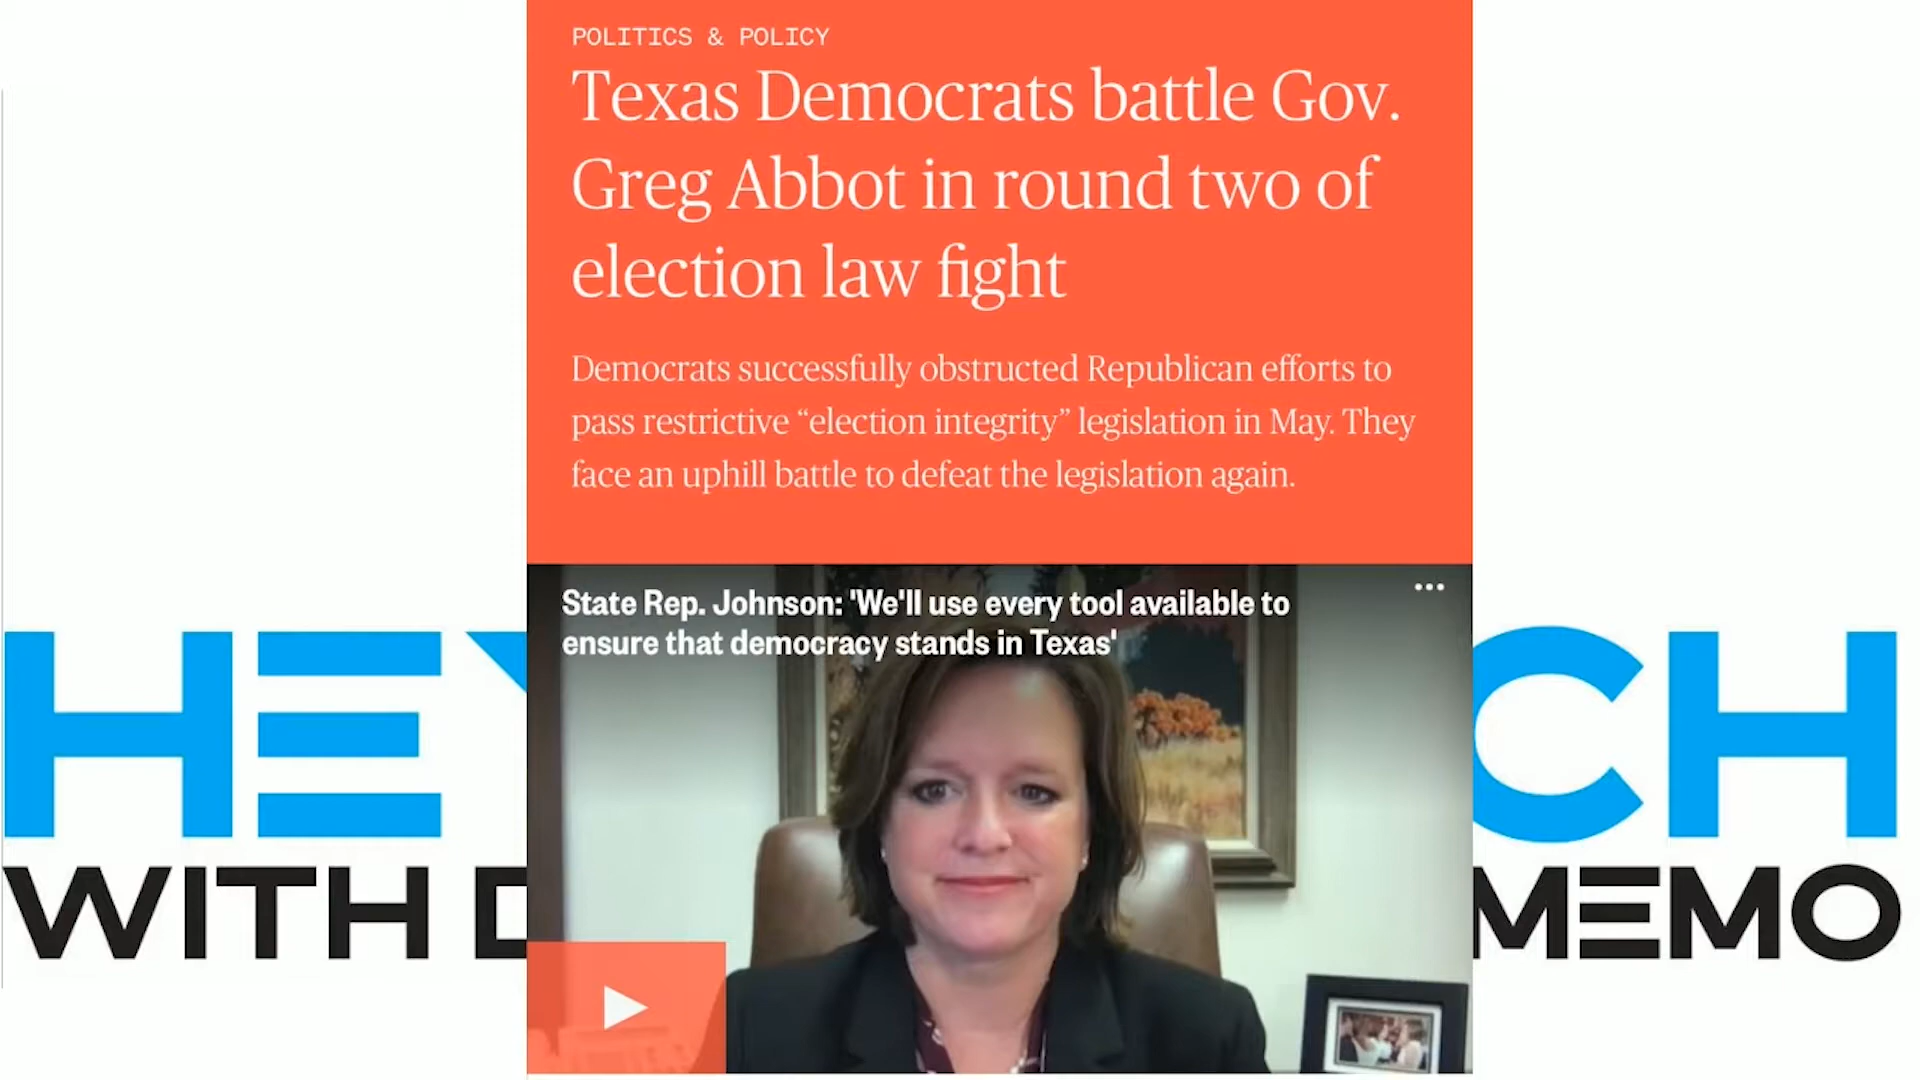 POLITICS & POLICY
Texas Democrats battle Gov.
Greg Abbot in round two of
election law fight
Democrats successfully obstructed Republican efforts to
pass restrictive “election integrity” legislation in May. They
face an uphill battle to defeat the legislation again.
State Rep. Johnson: 'We'll use every tool available to
ensure that democracy stands in Texas'
HEY
CH
WITH D
MEMO